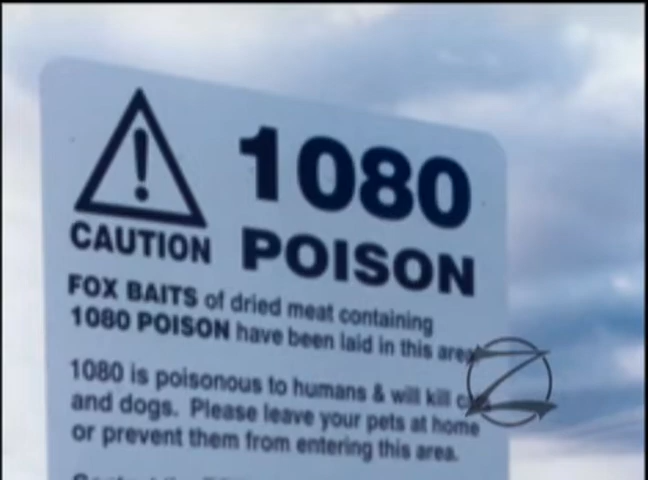 1080
CAUTION POISON
FOX BAITS of dried meat containing
1080 POISON have been laid in this area
1080 is poisonous to humans & will kill
and dogs. Please leave your pets at home
or prevent them from entering this area.